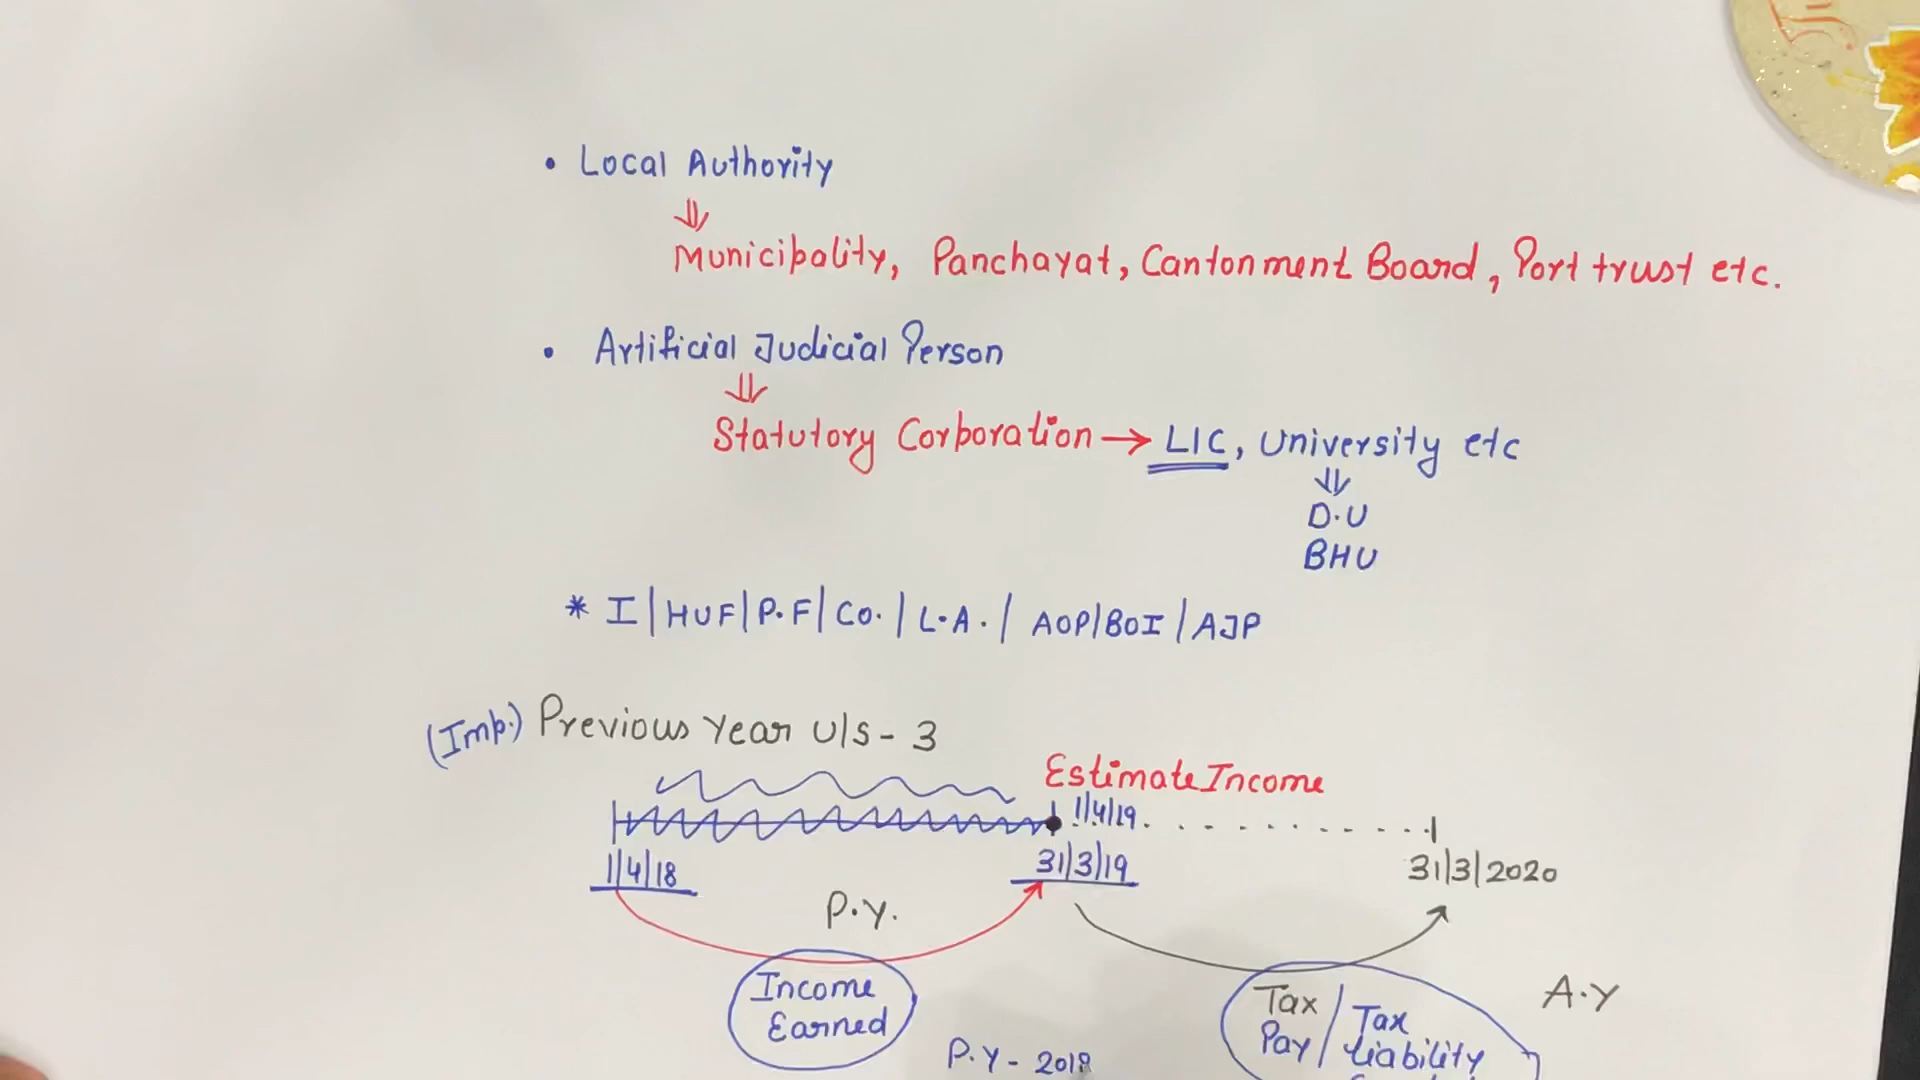 • Local Authority
⇓
Municipality, Panchayat, Cantonment Board, Port trust etc.
• Artificial Judicial Person
⇓
Statutory Corporation → LIC, University etc
⇓
D.U
BHU
* I | HUF | P.F | Co. | L.A. | AOP/BOI / AJP
(Imp.) Previous Year U/S - 3
Estimate Income
1/4/19
1/4/18 31/3/19 31/3/2020
P.Y.
Income Earned
Tax Pay / Tax liability
A.Y
P.Y - 2018